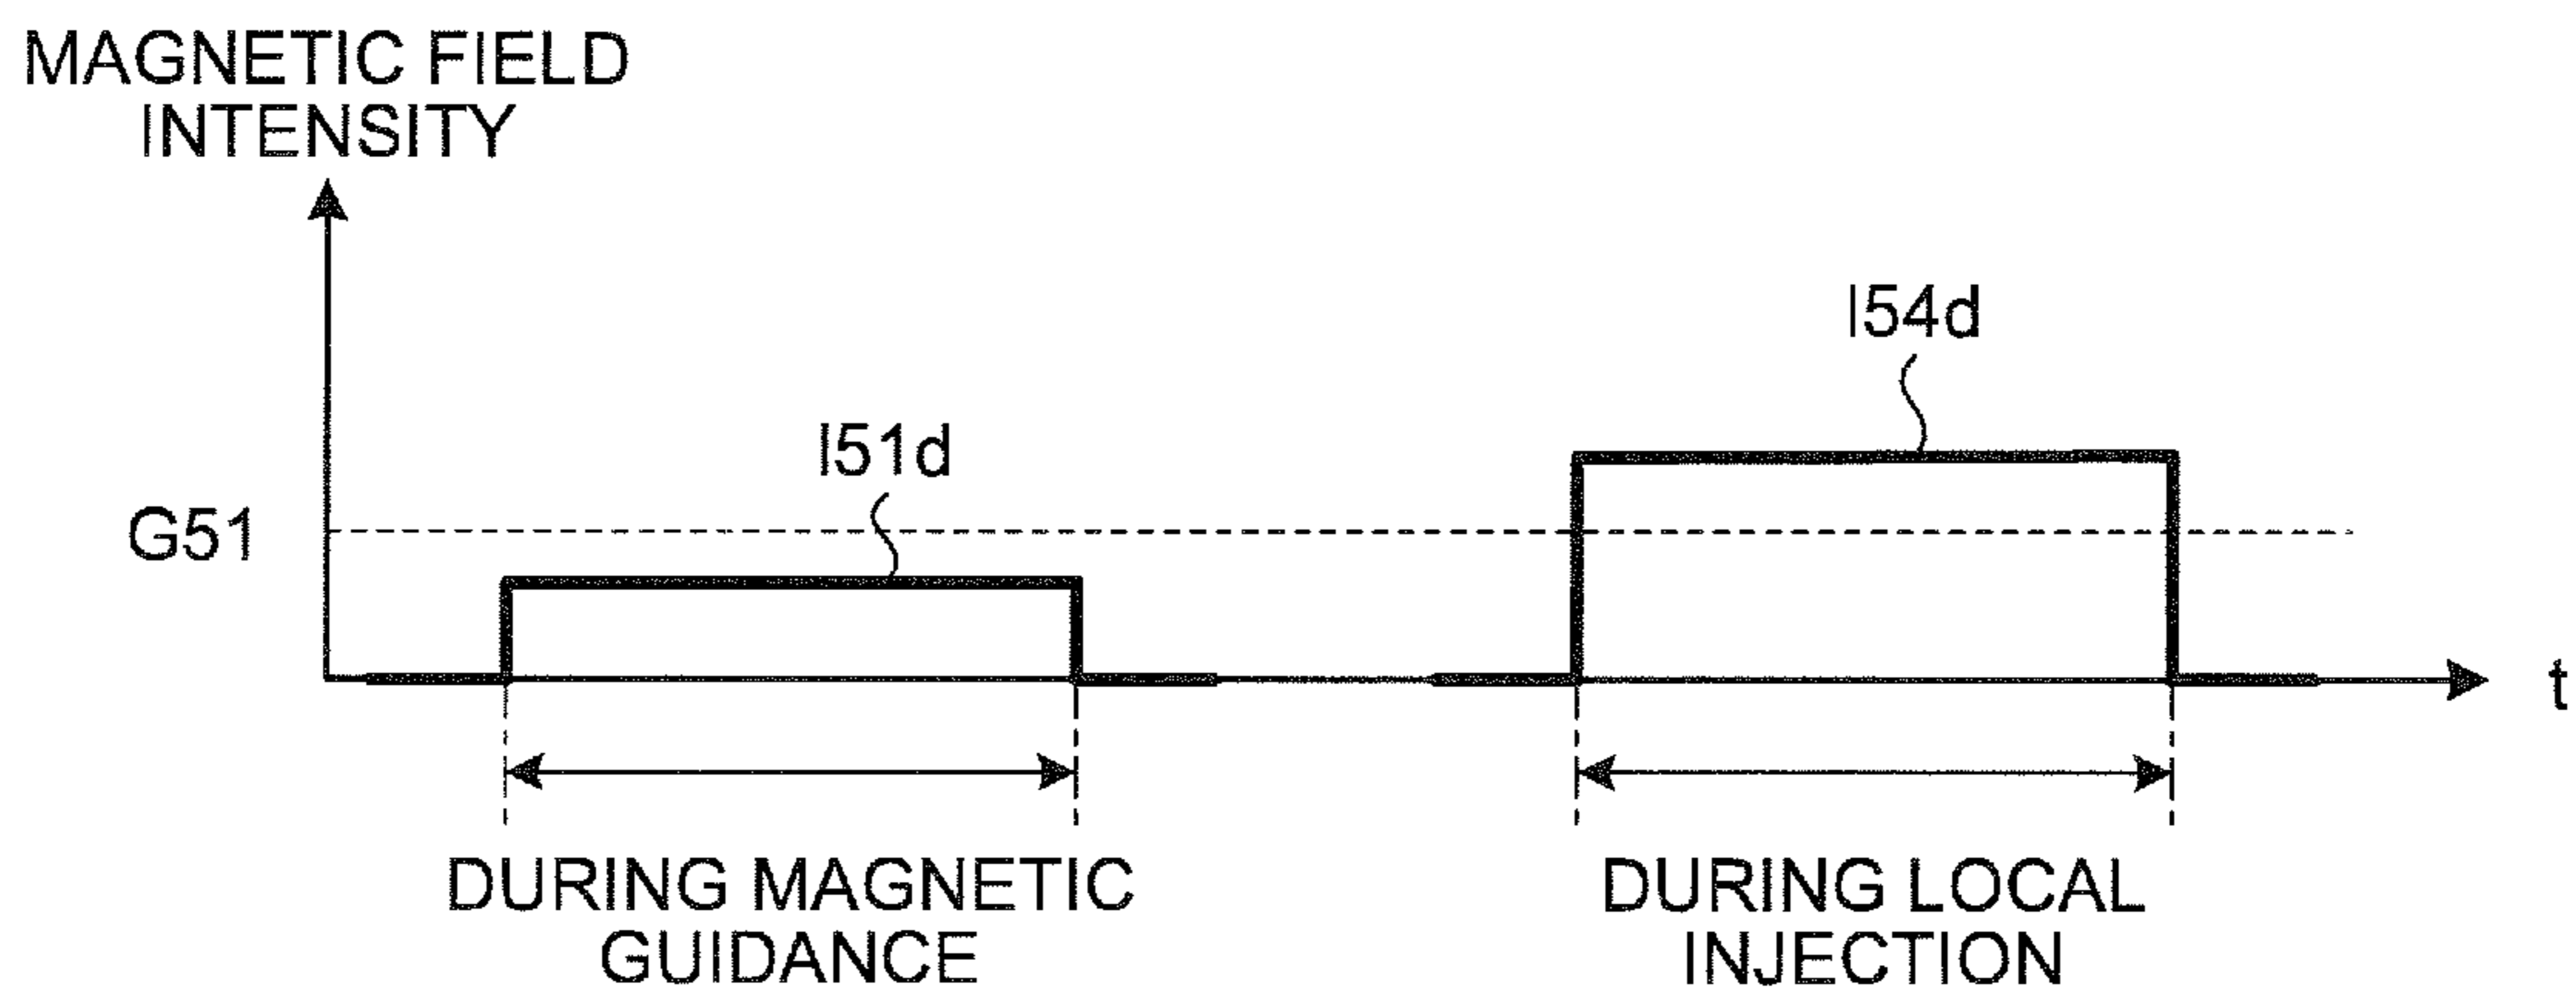 MAGNETIC FIELD
INTENSITY
I54d
I51d
G51
t
DURING MAGNETIC
GUIDANCE
DURING LOCAL
INJECTION